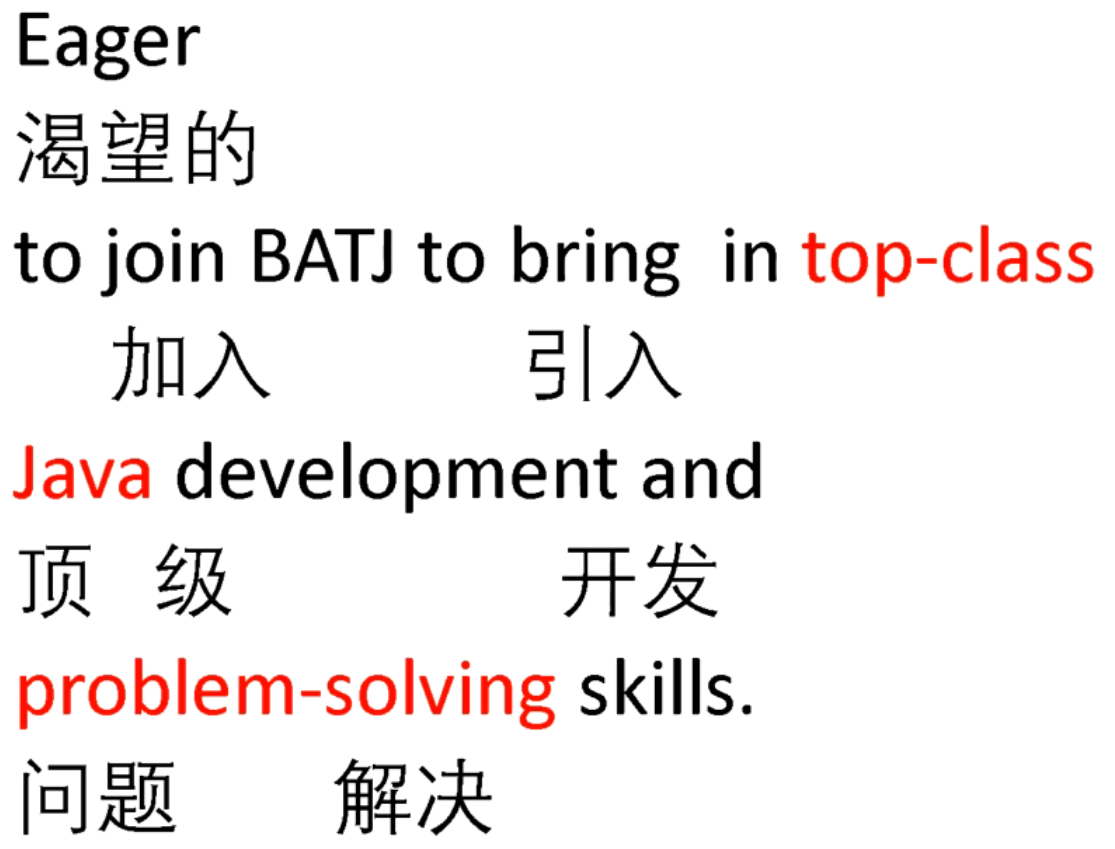 Eager
渴望的
to join BATJ to bring in top-class
加入 引入
Java development and
顶 级 开发
problem-solving skills.
问题 解决